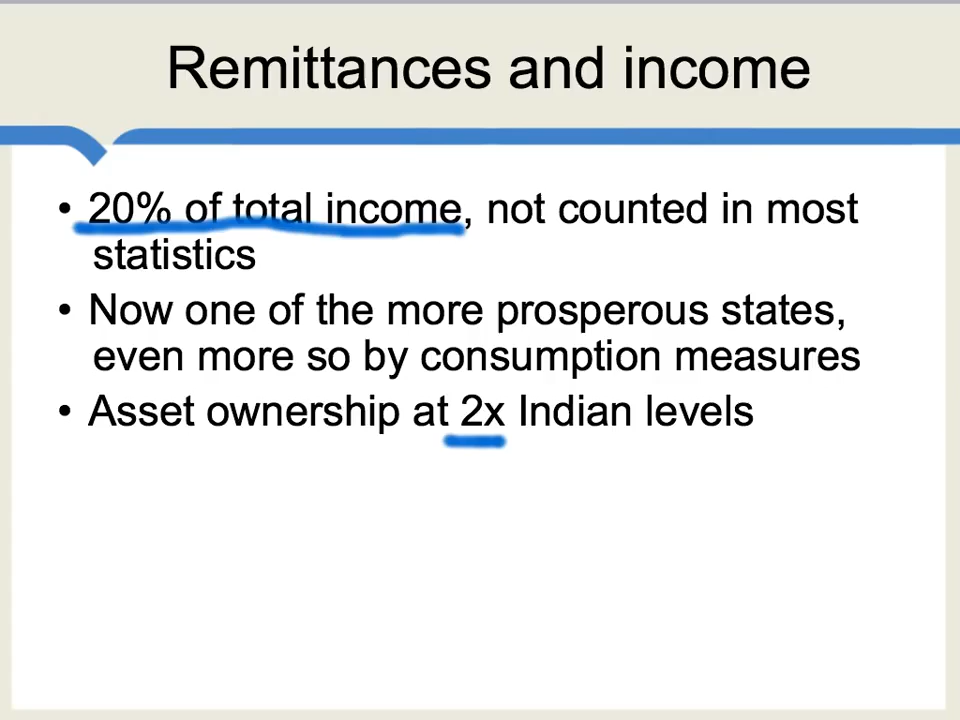 Remittances and income
• 20% of total income, not counted in most
statistics
• Now one of the more prosperous states,
even more so by consumption measures
• Asset ownership at 2x Indian levels